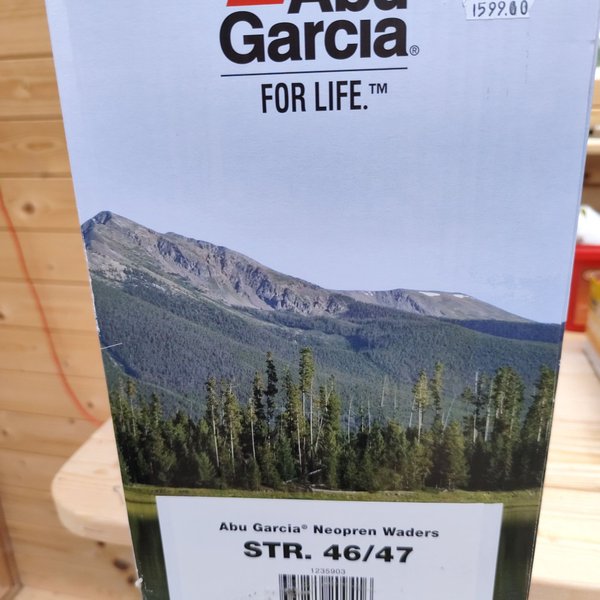 1599.00
Abu
Garcia®
FOR LIFE.™
Abu Garcia® Neopren Waders
STR. 46/47
1235903